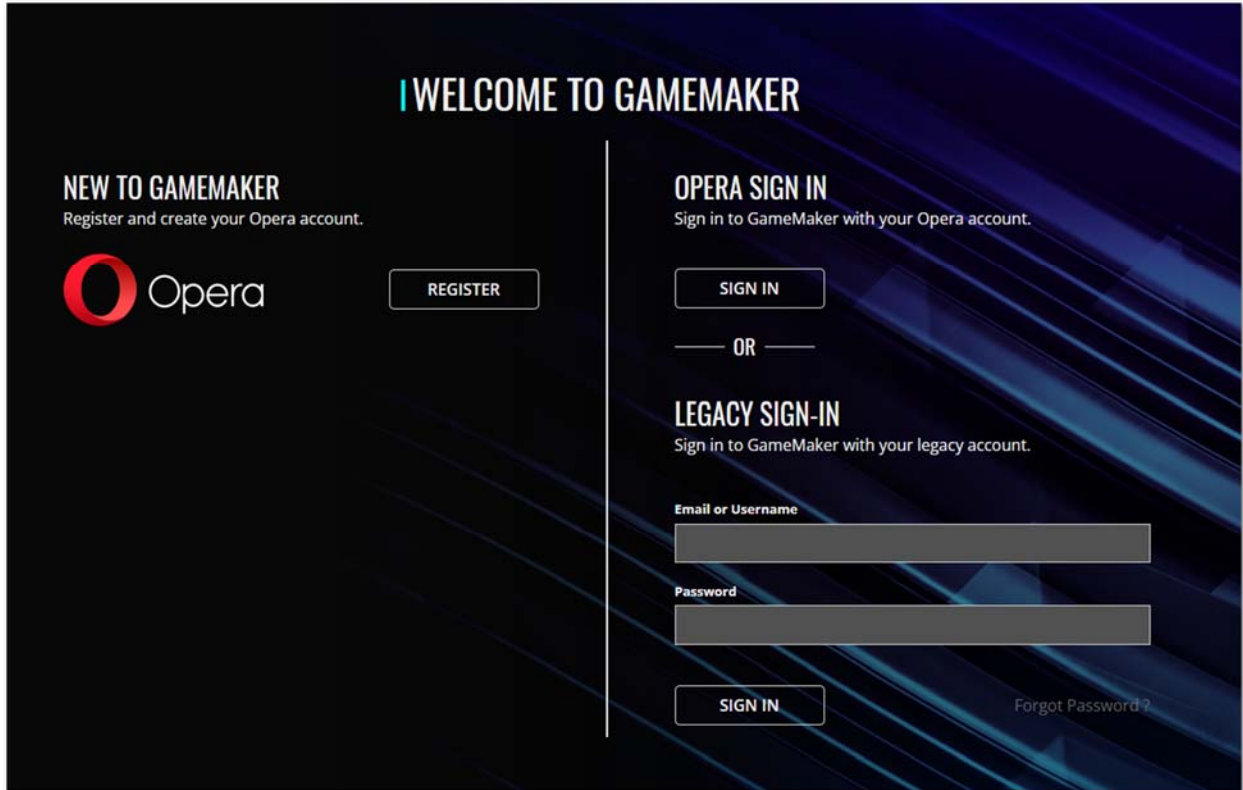 WELCOME TO GAMEMAKER
NEW TO GAMEMAKER
Register and create your Opera account.
Opera
REGISTER
OPERA SIGN IN
Sign in to GameMaker with your Opera account.
SIGN IN
OR
LEGACY SIGN-IN
Sign in to GameMaker with your legacy account.
Email or Username
Password
SIGN IN
Forgot Password ?